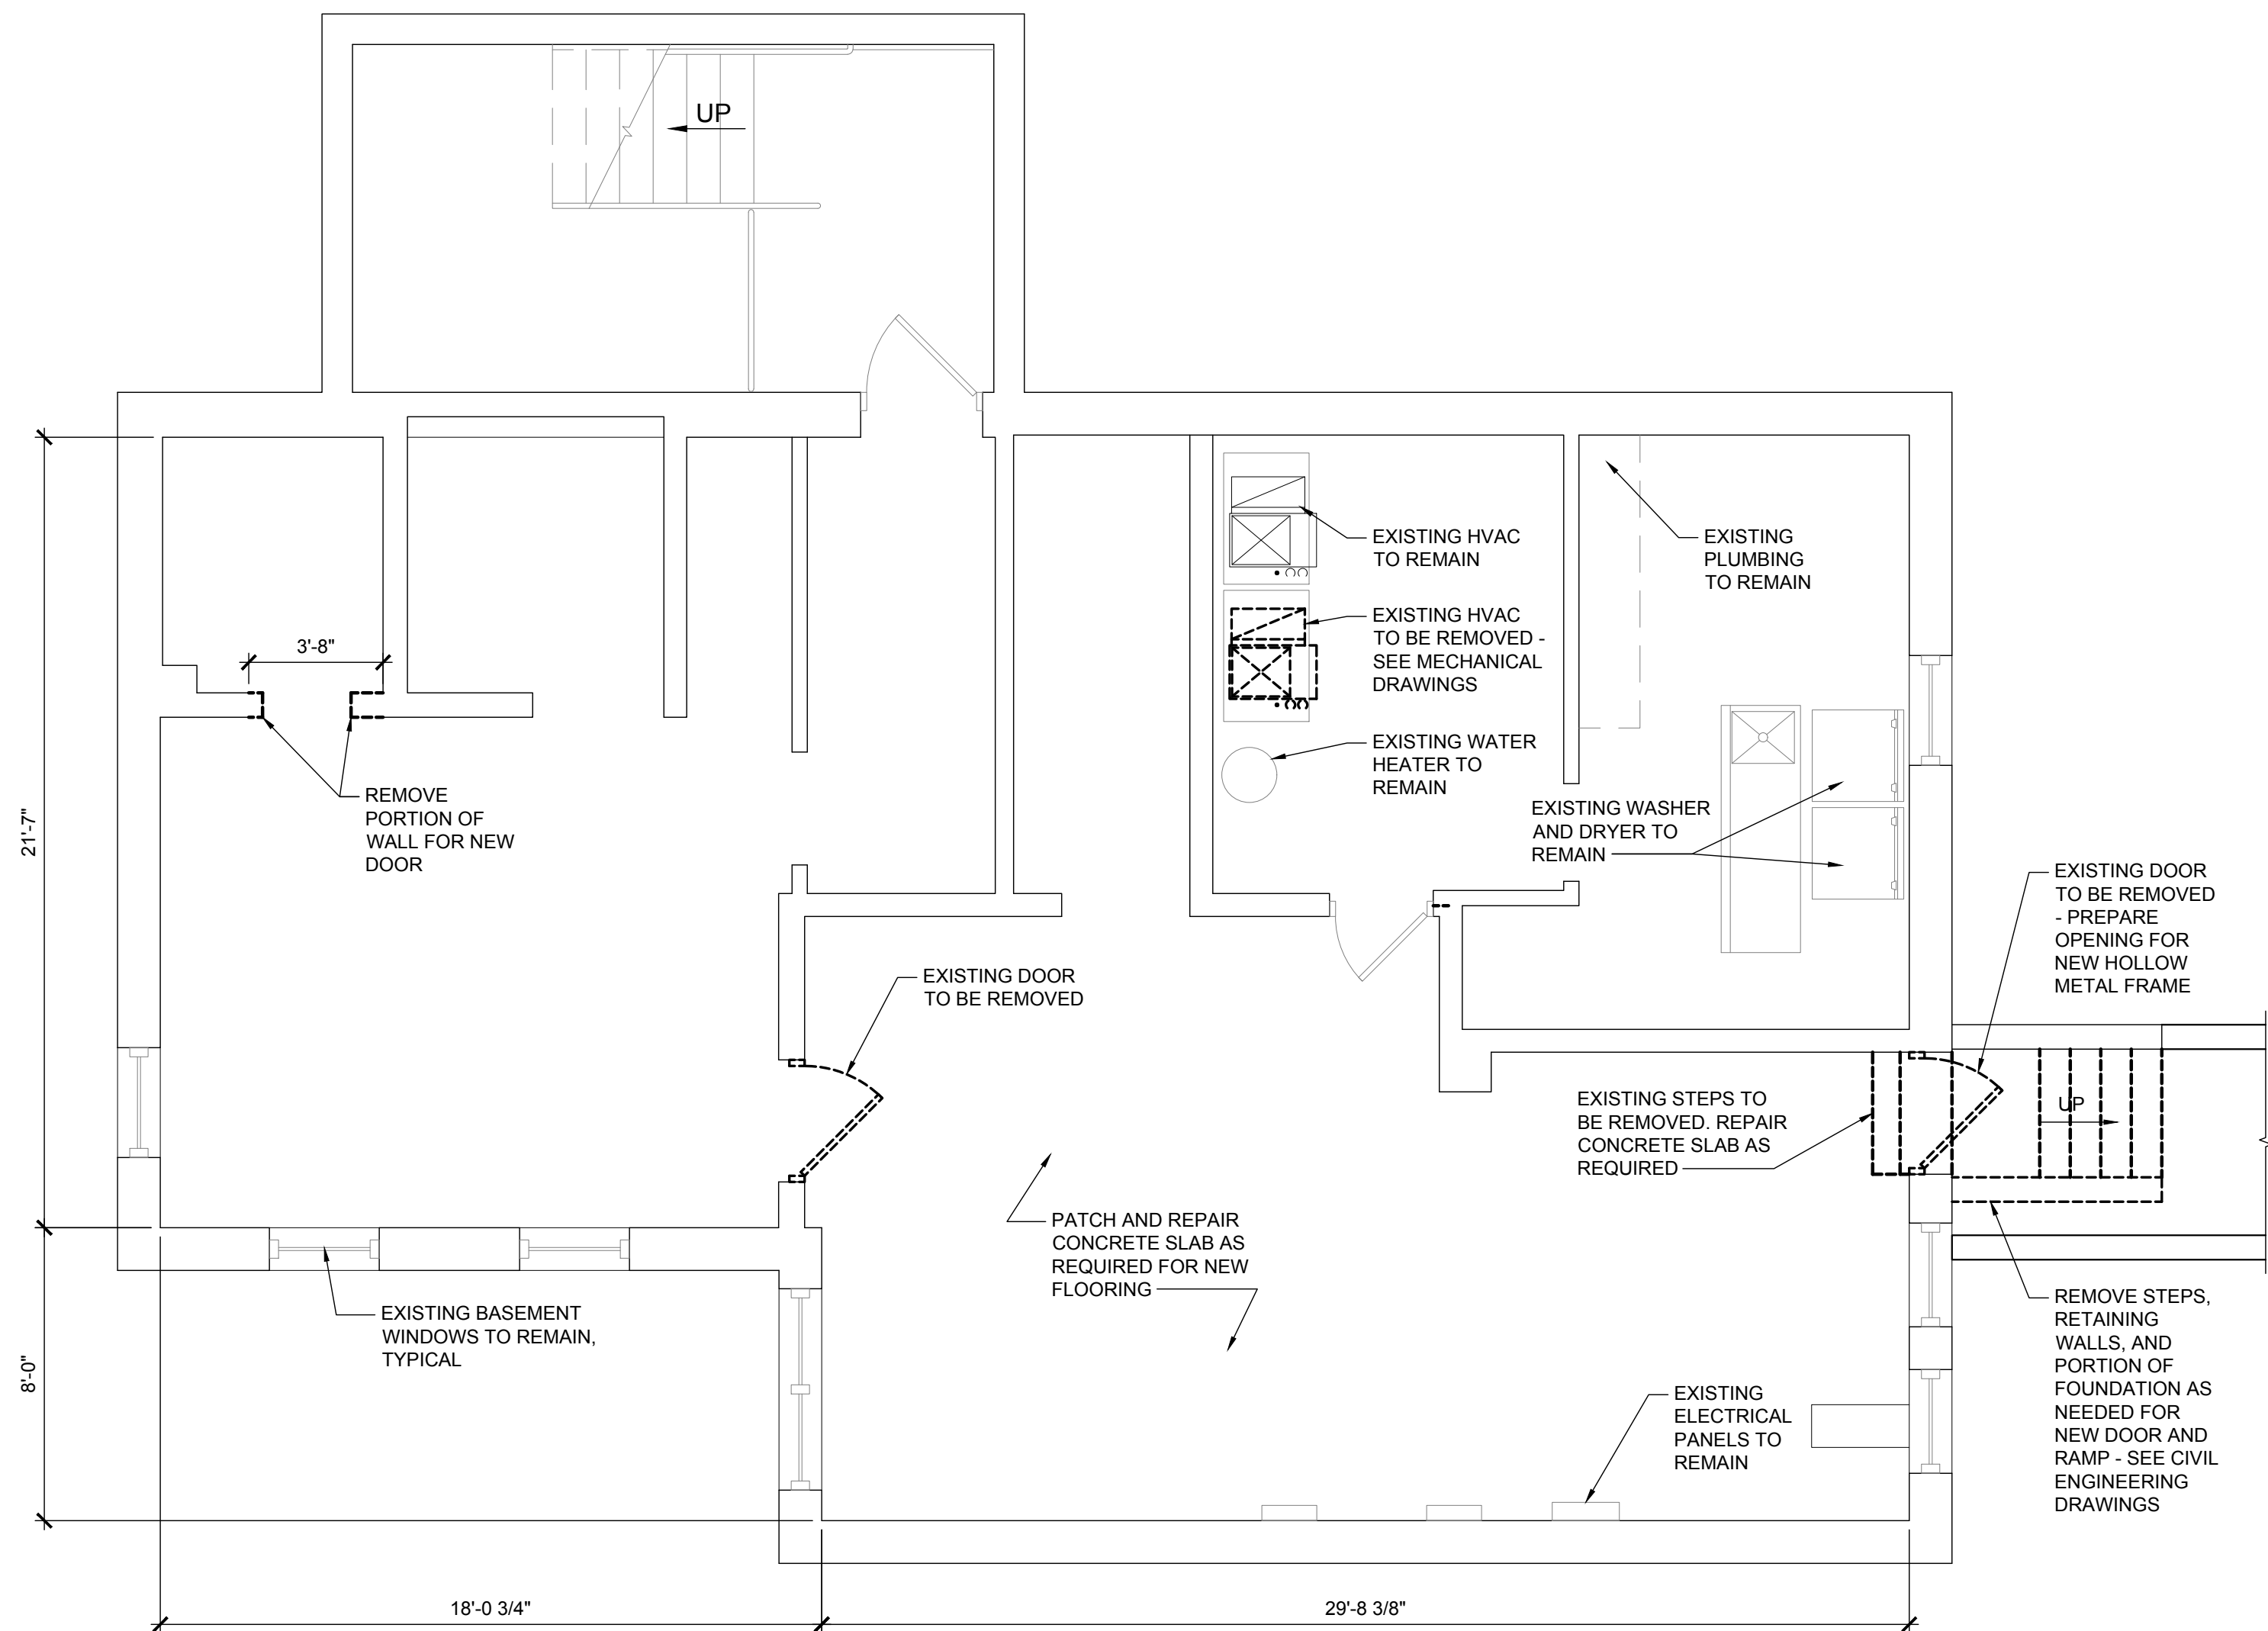 UP
EXISTING HVAC
TO REMAIN
EXISTING
PLUMBING
TO REMAIN
EXISTING HVAC
TO BE REMOVED -
SEE MECHANICAL
DRAWINGS
3'-8"
EXISTING WATER
HEATER TO
REMAIN
REMOVE
PORTION OF
WALL FOR NEW
DOOR
21'-7"
EXISTING WASHER
AND DRYER TO
REMAIN
EXISTING DOOR
TO BE REMOVED
- PREPARE
OPENING FOR
NEW HOLLOW
METAL FRAME
EXISTING DOOR
TO BE REMOVED
EXISTING STEPS TO
BE REMOVED. REPAIR
CONCRETE SLAB AS
REQUIRED
UP
PATCH AND REPAIR
CONCRETE SLAB AS
REQUIRED FOR NEW
FLOORING
EXISTING BASEMENT
WINDOWS TO REMAIN,
TYPICAL
8'-0"
REMOVE STEPS,
RETAINING
WALLS, AND
PORTION OF
FOUNDATION AS
NEEDED FOR
NEW DOOR AND
RAMP - SEE CIVIL
ENGINEERING
DRAWINGS
EXISTING
ELECTRICAL
PANELS TO
REMAIN
18'-0 3/4"
29'-8 3/8"